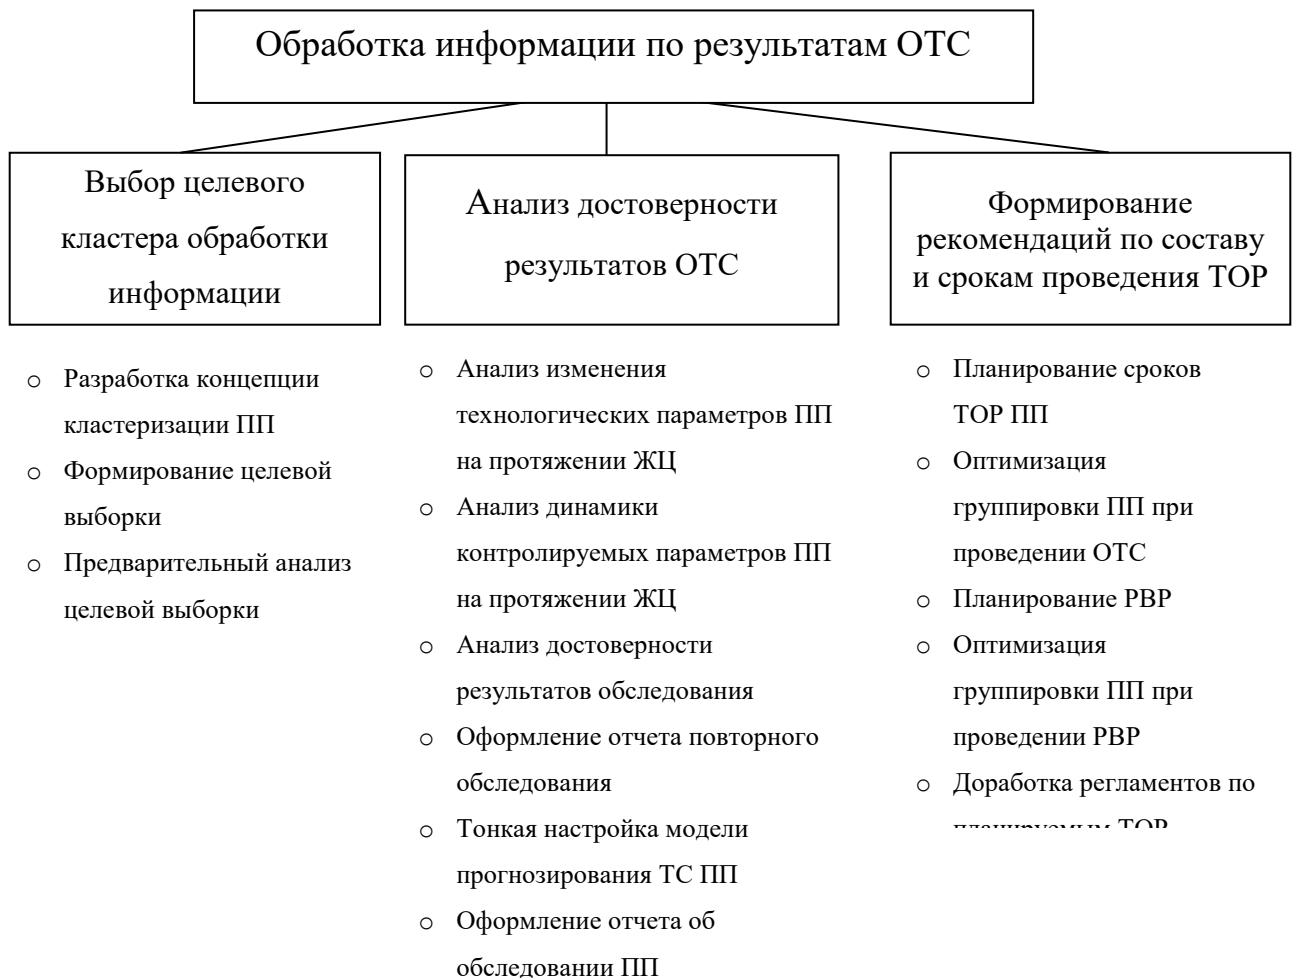 Обработка информации по результатам ОТС
Выбор целевого
кластера обработки
информации
o Разработка концепции
кластеризации ПП
o Формирование целевой
выборки
o Предварительный анализ
целевой выборки
Анализ достоверности
результатов ОТС
o Анализ изменения
технологических параметров ПП
на протяжении ЖЦ
o Анализ динамики
контролируемых параметров ПП
на протяжении ЖЦ
o Анализ достоверности
результатов обследования
o Оформление отчета повторного
обследования
o Тонкая настройка модели
прогнозирования ТС ПП
o Оформление отчета об
обследовании ПП
Формирование
рекомендаций по составу
и срокам проведения ТОР
o Планирование сроков
ТОР ПП
o Оптимизация
группировки ПП при
проведении ОТС
o Планирование РВР
o Оптимизация
группировки ПП при
проведении РВР
o Доработка регламентов по
планируемым ТОР